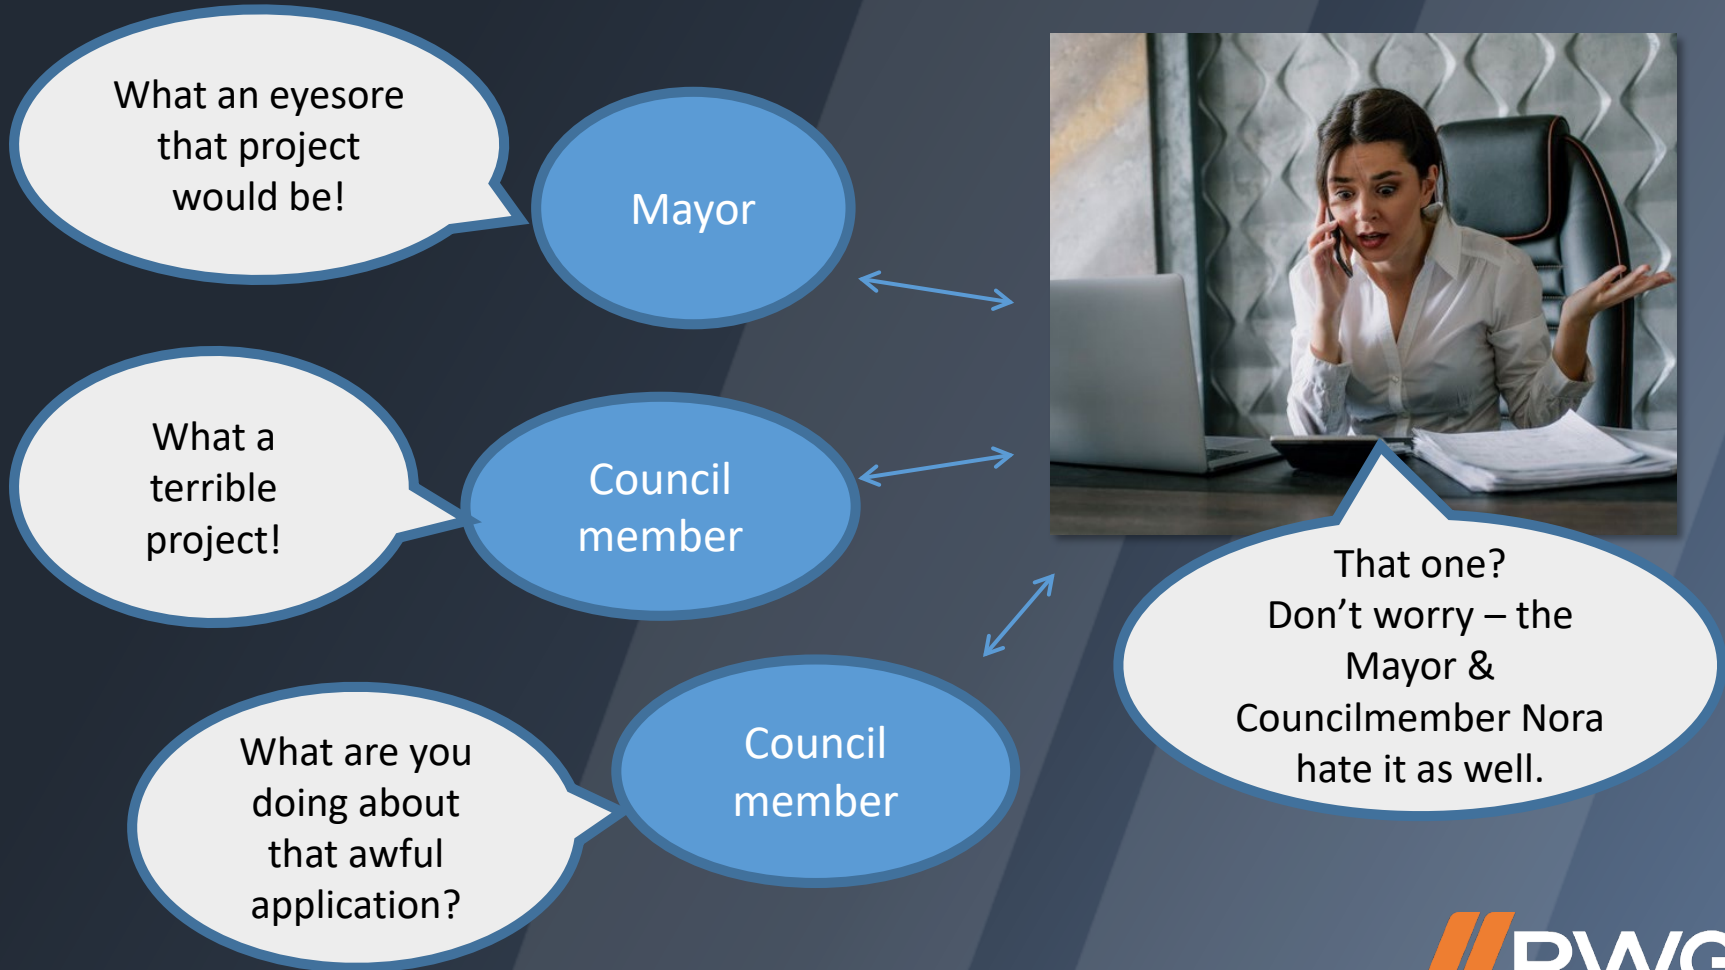 What an eyesore
that project
would be!
Mayor
What a
terrible
project!
Council
member
What are you
doing about
that awful
application?
Council
member
That one?
Don’t worry – the
Mayor &
Councilmember Nora
hate it as well.
RWG